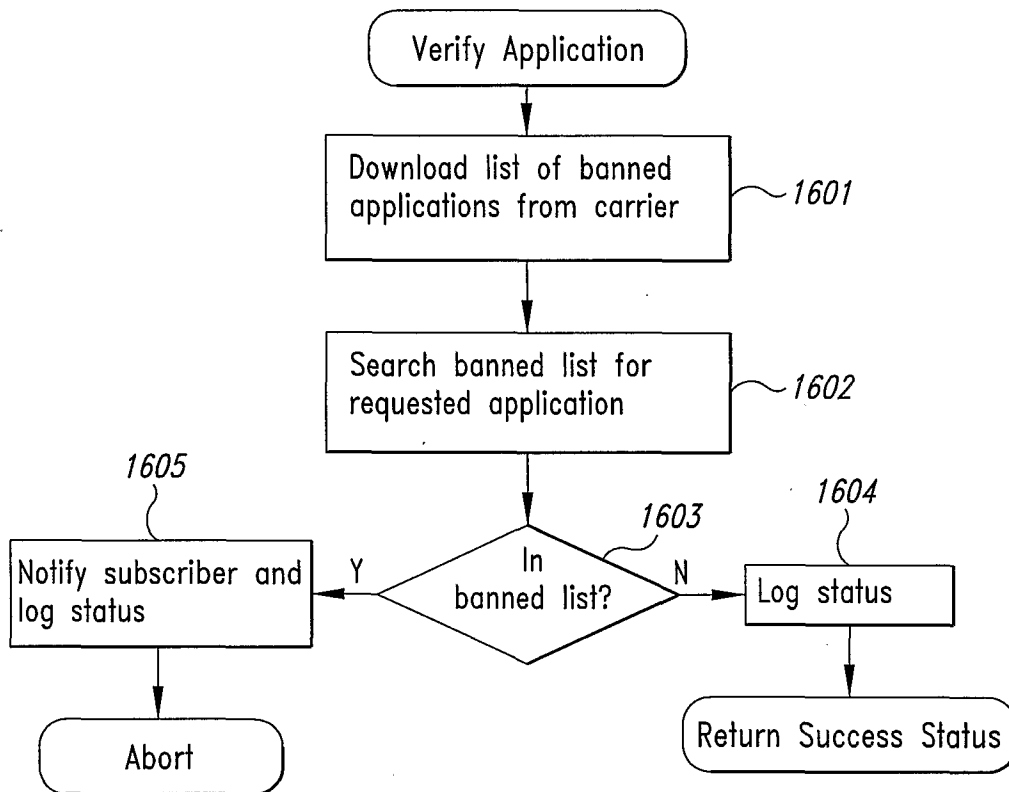 Verify Application
Download list of banned
applications from carrier
1601
Search banned list for
requested application
1602
1605
1604
1603
Notify subscriber and
log status
Y
In
banned list?
N
Log status
Abort
Return Success Status